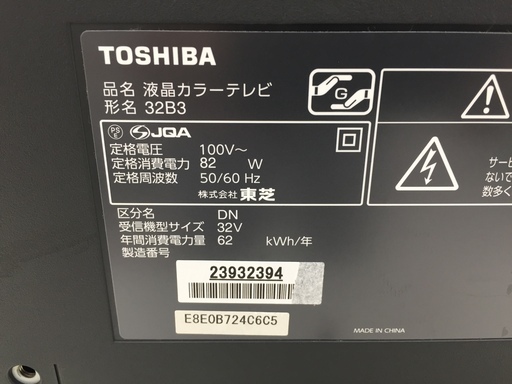 TOSHIBA
品名 液晶カラーテレビ
形名 32B3
G
PS
E
JQA
定格電圧 100V～
定格消費電力 82 W
定格周波数 50/60 Hz
株式会社 東芝
区分名 DN
受信機型サイズ 32V
年間消費電力量 62 kWh/年
製造番号
23932394
E8E0B724C6C5
サービ
ないで
数多く
MADE IN CHINA